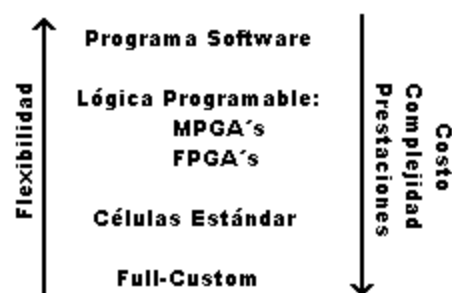 Programa Software
Lógica Programable:
MPGA´s
FPGA´s
Células Estándar
Full-Custom
Flexibilidad
Costo
Complejidad
Prestaciones